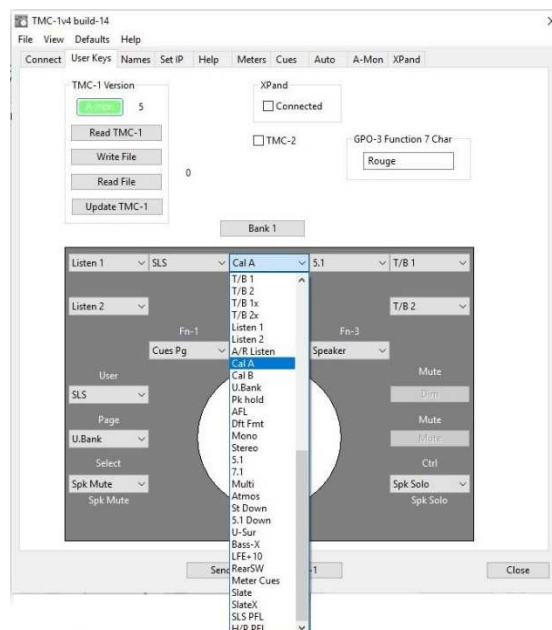 TMC-1v4 build-14
File View Defaults Help
Connect User Keys Names Set IP Help Meters Cues Auto A-Mon XPand
TMC-1 Version
A-mon 5
Read TMC-1
Write File
Read File
Update TMC-1
0
XPand
Connected
TMC-2
GPO-3 Function 7 Char
Rouge
Bank 1
Listen 1 SLS Cal A 5.1 T/B 1
Listen 2
T/B 2
Fn-1
Fn-3
Cues Pg
Speaker
User
SLS
Page
U.Bank
Select
Spk Mute
Spk Mute
T/B 1
T/B 2
T/B 1x
T/B 2x
Listen 1
Listen 2
A/R Listen
Cal A
Cal B
U.Bank
Pk hold
AFL
Dft Fmt
Mono
Stereo
5.1
7.1
Multi
Atmos
St Down
5.1 Down
U-Sur
Bass-X
LFE+10
RearSW
Meter Cues
Slate
SlateX
SLS PFL
H/P PFL
Mute
Dim
Mute
Mute
Ctrl
Spk Solo
Spk Solo
Close